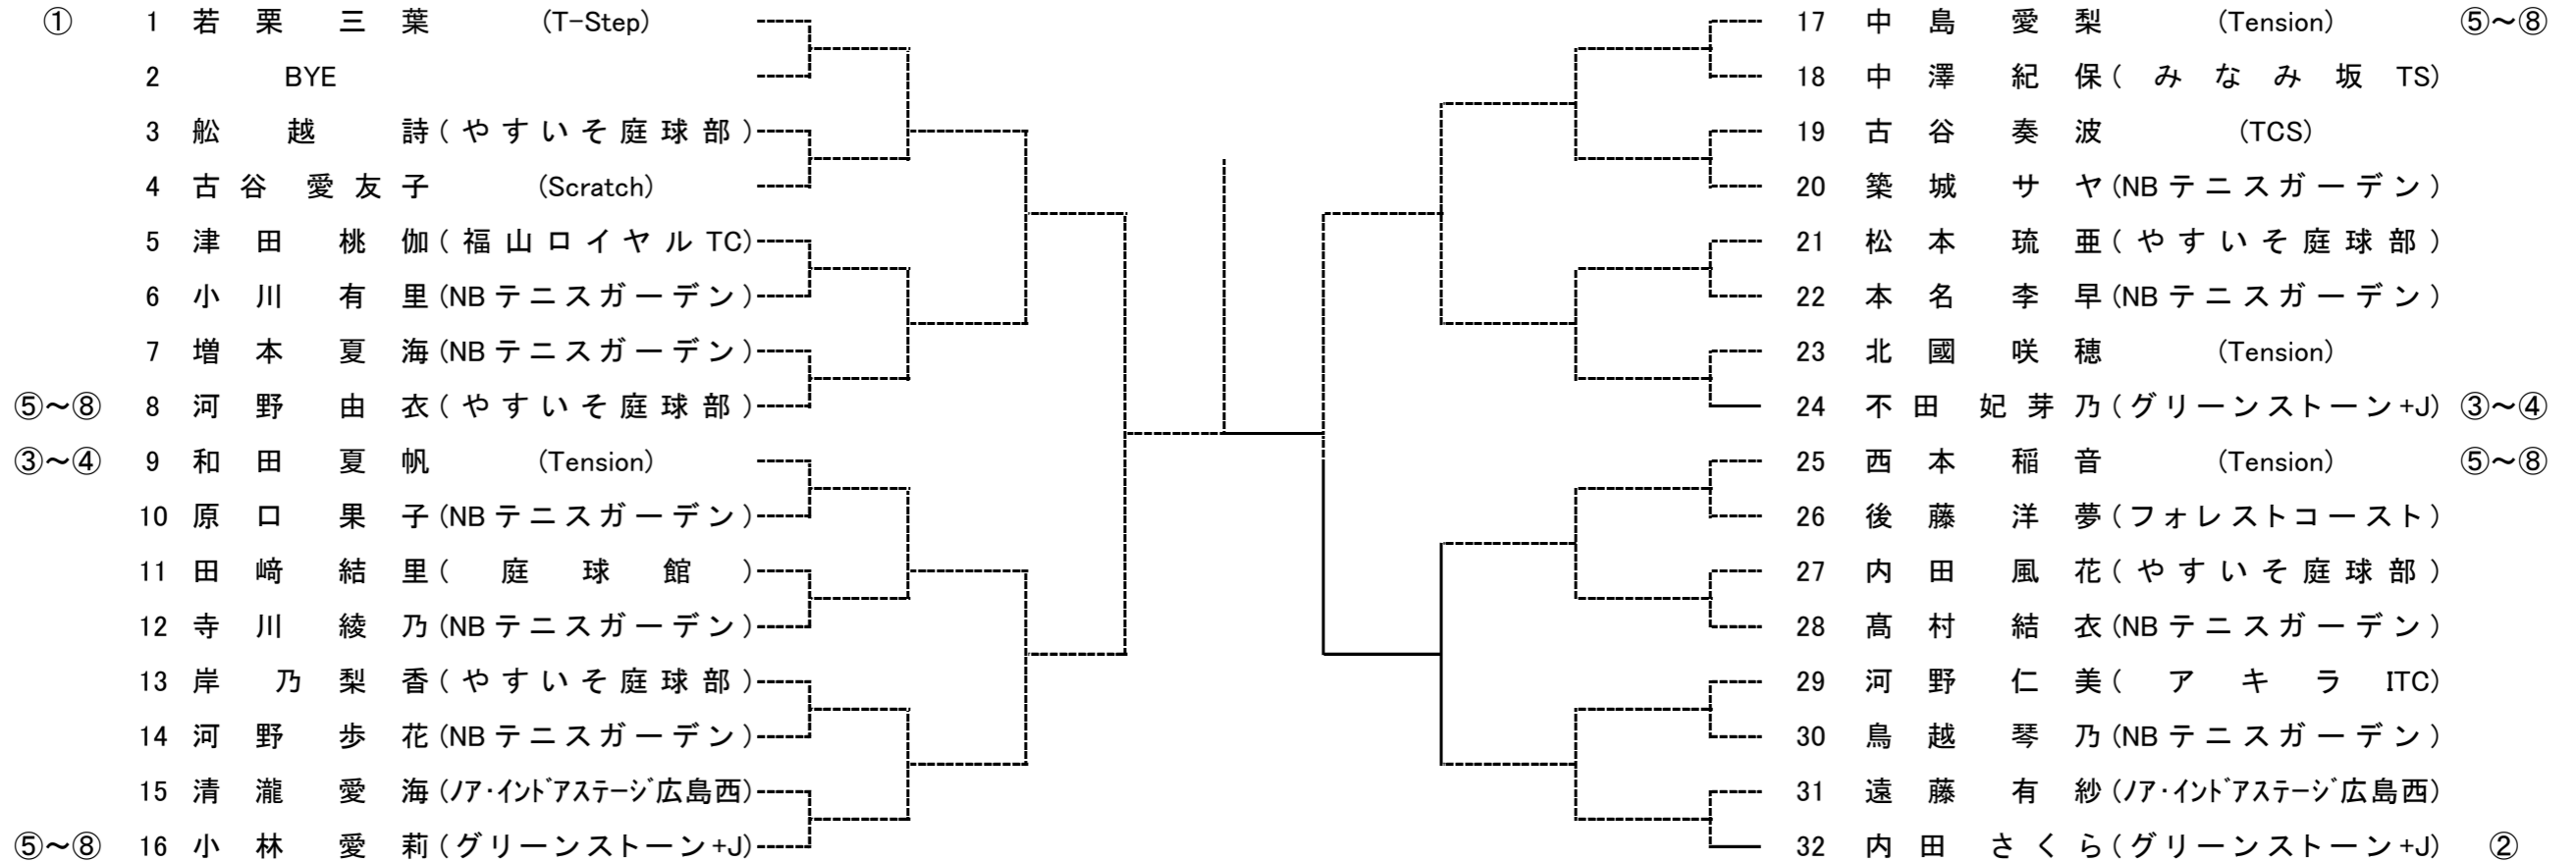 ① 1 若栗 三葉 (T-Step)
2 BYE
3 舩越 詩 (やすいそ庭球部)
4 古谷 愛友子 (Scratch)
5 津田 桃伽 (福山ロイヤルTC)
6 小川 有里 (NBテニスガーデン)
7 増本 夏海 (NBテニスガーデン)
⑤～⑧ 8 河野 由衣 (やすいそ庭球部)
③～④ 9 和田 夏帆 (Tension)
10 原口 果子 (NBテニスガーデン)
11 田﨑 結里 (庭球館)
12 寺川 綾乃 (NBテニスガーデン)
13 岸 乃梨香 (やすいそ庭球部)
14 河野 歩花 (NBテニスガーデン)
15 清瀧 愛海 (ﾉｱ･ｲﾝﾄﾞｱｽﾃｰｼﾞ広島西)
⑤～⑧ 16 小林 愛莉 (グリーンストーン+J)
17 中島 愛梨 (Tension) ⑤～⑧
18 中澤 紀保 (みなみ坂TS)
19 古谷 奏波 (TCS)
20 築城 サヤ (NBテニスガーデン)
21 松本 琉亜 (やすいそ庭球部)
22 本名 李早 (NBテニスガーデン)
23 北國 咲穂 (Tension)
24 不田 妃芽乃 (グリーンストーン+J) ③～④
25 西本 稲音 (Tension) ⑤～⑧
26 後藤 洋夢 (フォレストコースト)
27 内田 風花 (やすいそ庭球部)
28 髙村 結衣 (NBテニスガーデン)
29 河野 仁美 (アキラITC)
30 鳥越 琴乃 (NBテニスガーデン)
31 遠藤 有紗 (ﾉｱ･ｲﾝﾄﾞｱｽﾃｰｼﾞ広島西)
32 内田 さくら (グリーンストーン+J) ②